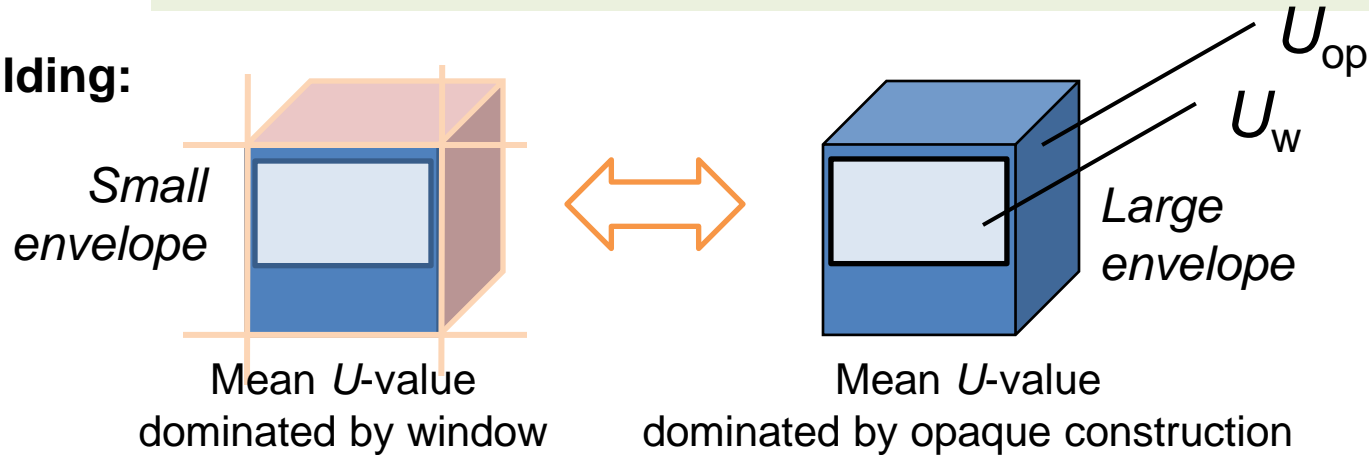 lding:
U_op
U_w
Small
envelope
Large
envelope
Mean U-value
dominated by window
Mean U-value
dominated by opaque construction